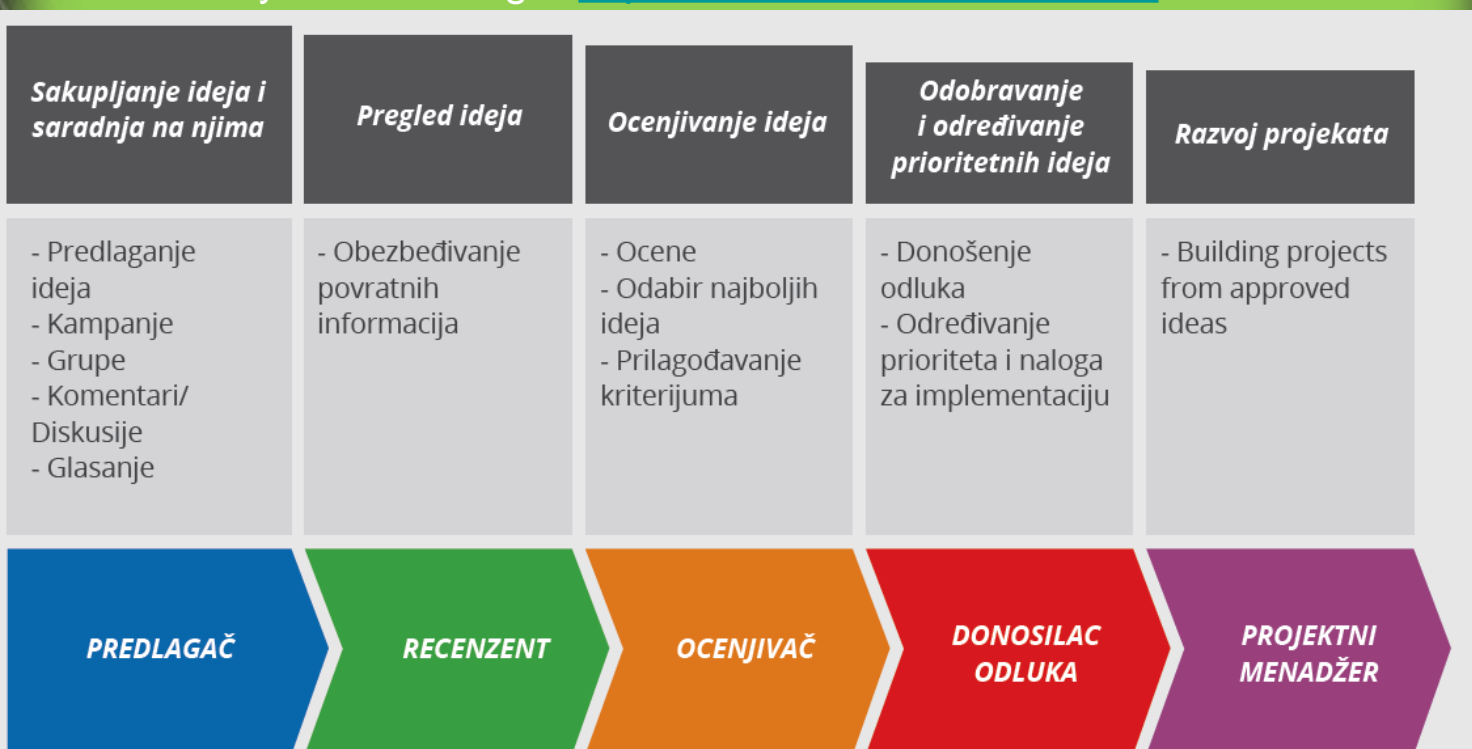 Sakupljanje ideja i
saradnja na njima
Pregled ideja
Ocenjivanje ideja
Odobravanje
i određivanje
prioritetnih ideja
Razvoj projekata
- Predlaganje
ideja
- Kampanje
- Grupe
- Komentari/
Diskusije
- Glasanje
- Obezbeđivanje
povratnih
informacija
- Ocene
- Odabir najboljih
ideja
- Prilagođavanje
kriterijuma
- Donošenje
odluka
- Određivanje
prioriteta i naloga
za implementaciju
- Building projects
from approved
ideas
PREDLAGAČ
RECENZENT
OCENJIVAČ
DONOSILAC
ODLUKA
PROJEKTNI
MENADŽER